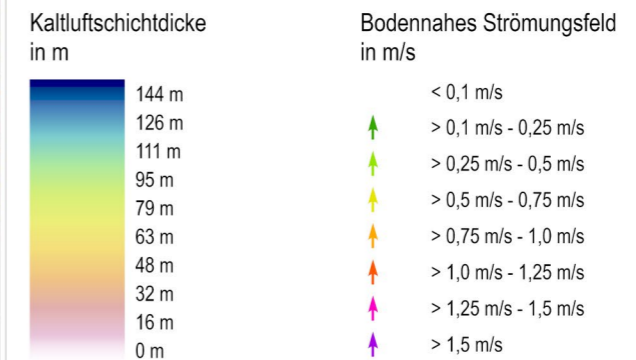 Kaltluftschichtdicke
in m
144 m
126 m
111 m
95 m
79 m
63 m
48 m
32 m
16 m
0 m
Bodennahes Strömungsfeld
in m/s
< 0,1 m/s
> 0,1 m/s - 0,25 m/s
> 0,25 m/s - 0,5 m/s
> 0,5 m/s - 0,75 m/s
> 0,75 m/s - 1,0 m/s
> 1,0 m/s - 1,25 m/s
> 1,25 m/s - 1,5 m/s
> 1,5 m/s